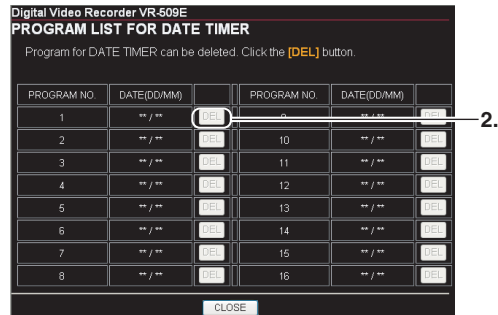 Digital Video Recorder VR-509E
PROGRAM LIST FOR DATE TIMER
Program for DATE TIMER can be deleted. Click the [DEL] button.
PROGRAM NO. DATE(DD/MM) PROGRAM NO. DATE(DD/MM)
1 ** / ** DEL 9 ** / ** DEL
2.
2 ** / ** DEL 10 ** / ** DEL
3 ** / ** DEL 11 ** / ** DEL
4 ** / ** DEL 12 ** / ** DEL
5 ** / ** DEL 13 ** / ** DEL
6 ** / ** DEL 14 ** / ** DEL
7 ** / ** DEL 15 ** / ** DEL
8 ** / ** DEL 16 ** / ** DEL
CLOSE